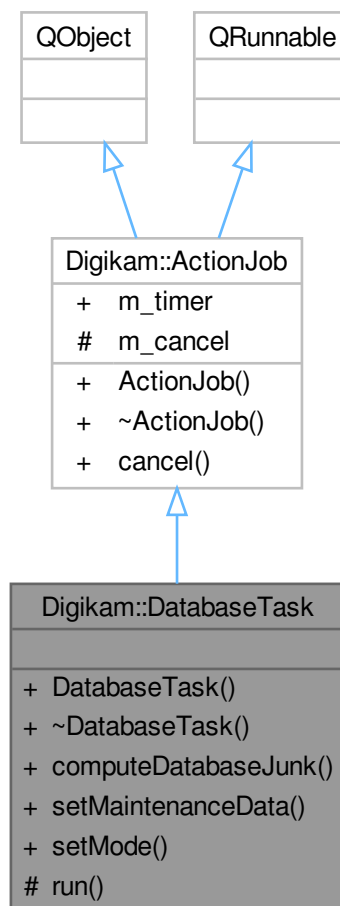 QObject
QRunnable
Digikam::ActionJob
+ m_timer
# m_cancel
+ ActionJob()
+ ~ActionJob()
+ cancel()
Digikam::DatabaseTask
+ DatabaseTask()
+ ~DatabaseTask()
+ computeDatabaseJunk()
+ setMaintenanceData()
+ setMode()
# run()